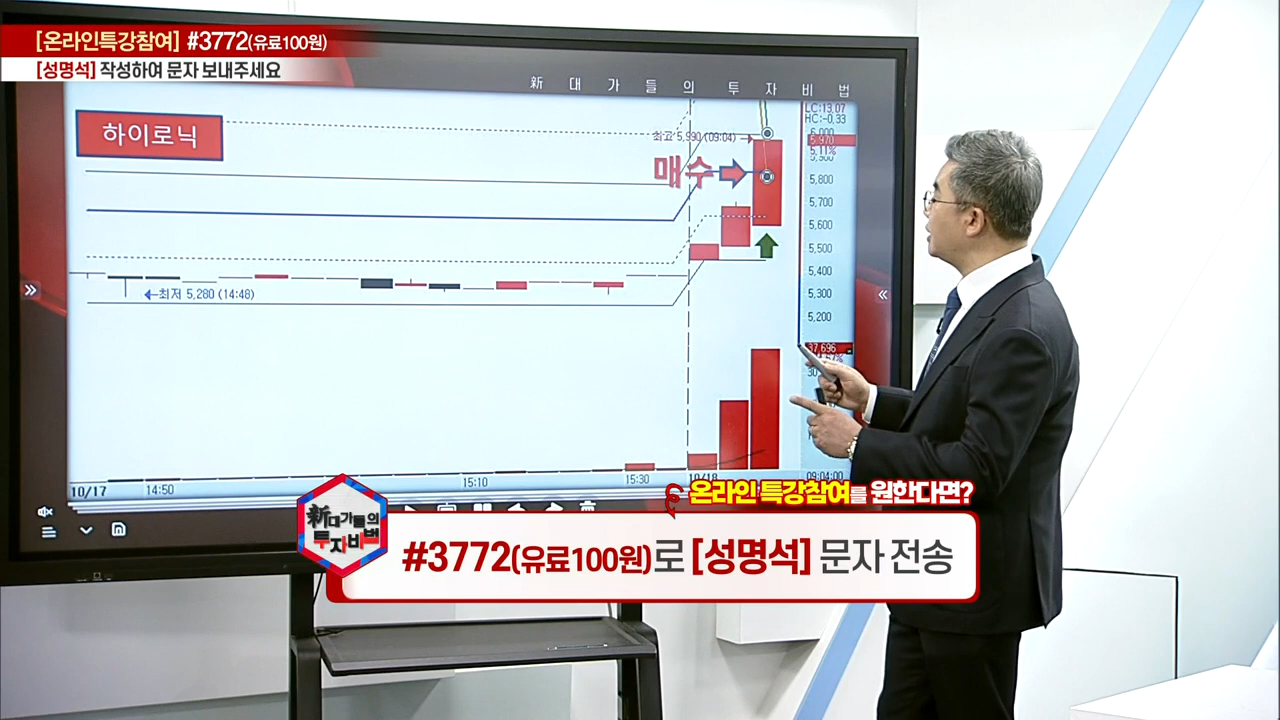 [온라인특강참여] #3772(유료100원)
[성명석] 작성하여 문자 보내주세요
新 대 가 들 의 투 자 비 법
하이로닉
LC:13.07
HC:-0.33
최고 5,990 (09:04)
6,000
5,970
5.11%
5,900
매수
5,800
5,700
5,600
5,500
5,400
←최저 5,280 (14:48)
5,300
5,200
37,696
10/17
14:50
15:10
15:30
10/18
09:04:00
온라인 특강참여를 원한다면?
新대가들의
투자비법
#3772(유료100원)로 [성명석] 문자 전송